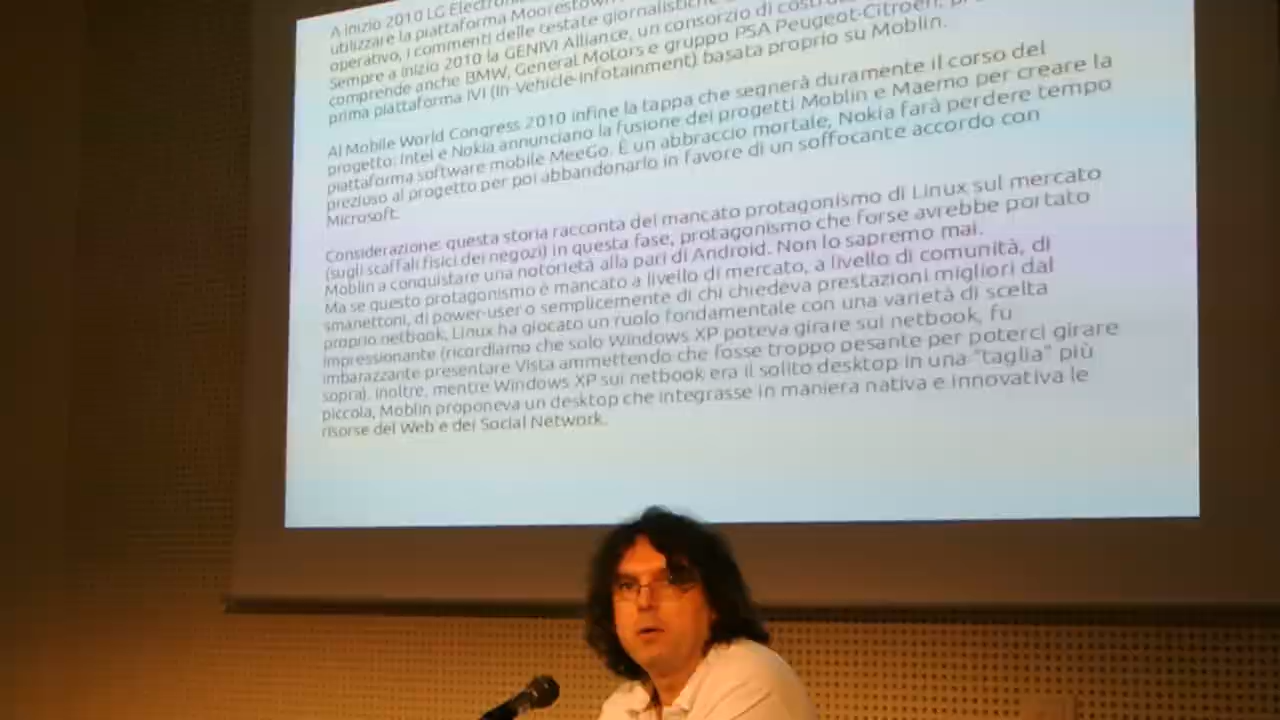 A inizio 2010 LG Electron
utilizzare la piattaforma Moorestown
operativo, i commenti delle testate giornalistiche
Sempre a inizio 2010 la GENIVI Alliance, un consorzio di
comprende anche BMW, General Motors e gruppo PSA Peugeot-Citroën,
prima piattaforma IVI (In-Vehicle-Infotainment) basata proprio su Moblin.
Al Mobile World Congress 2010 infine la tappa che segnerà duramente il corso del
progetto: Intel e Nokia annunciano la fusione dei progetti Moblin e Maemo per creare la
piattaforma software mobile MeeGo. È un abbraccio mortale, Nokia farà perdere tempo
prezioso al progetto per poi abbandonarlo in favore di un soffocante accordo con
Microsoft.
Considerazione: questa storia racconta del mancato protagonismo di Linux sul mercato
(sugli scaffali fisici dei negozi) in questa fase, protagonismo che forse avrebbe portato
Moblin a conquistare una notorietà alla pari di Android. Non lo sapremo mai.
Ma se questo protagonismo è mancato a livello di mercato, a livello di comunità, di
smanettoni, di power-user o semplicemente di chi chiedeva prestazioni migliori dal
proprio netbook, Linux ha giocato un ruolo fondamentale con una varietà di scelta
impressionante (ricordiamo che solo Windows XP poteva girare sui netbook, fu
imbarazzante presentare Vista ammettendo che fosse troppo pesante per poterci girare
sopra). Inoltre, mentre Windows XP sui netbook era il solito desktop in una "taglia" più
piccola, Moblin proponeva un desktop che integrasse in maniera nativa e innovativa le
risorse del Web e dei Social Network.